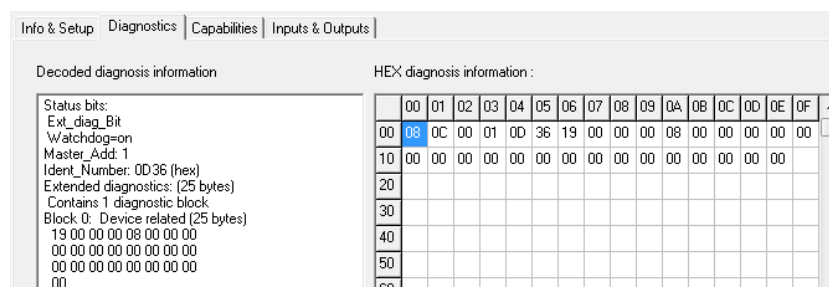 Info & Setup Diagnostics Capabilities Inputs & Outputs
Decoded diagnosis information
Status bits:
Ext_diag_Bit
Watchdog=on
Master_Add: 1
Ident_Number: 0D36 (hex)
Extended diagnostics: (25 bytes)
Contains 1 diagnostic block
Block 0: Device related (25 bytes)
19 00 00 00 08 00 00 00
00 00 00 00 00 00 00 00
00 00 00 00 00 00 00 00
00
HEX diagnosis information :
00 01 02 03 04 05 06 07 08 09 0A 0B 0C 0D 0E 0F
00 08 0C 00 01 0D 36 19 00 00 00 08 00 00 00 00 00
10 00 00 00 00 00 00 00 00 00 00 00 00 00 00 00
20
30
40
50
60